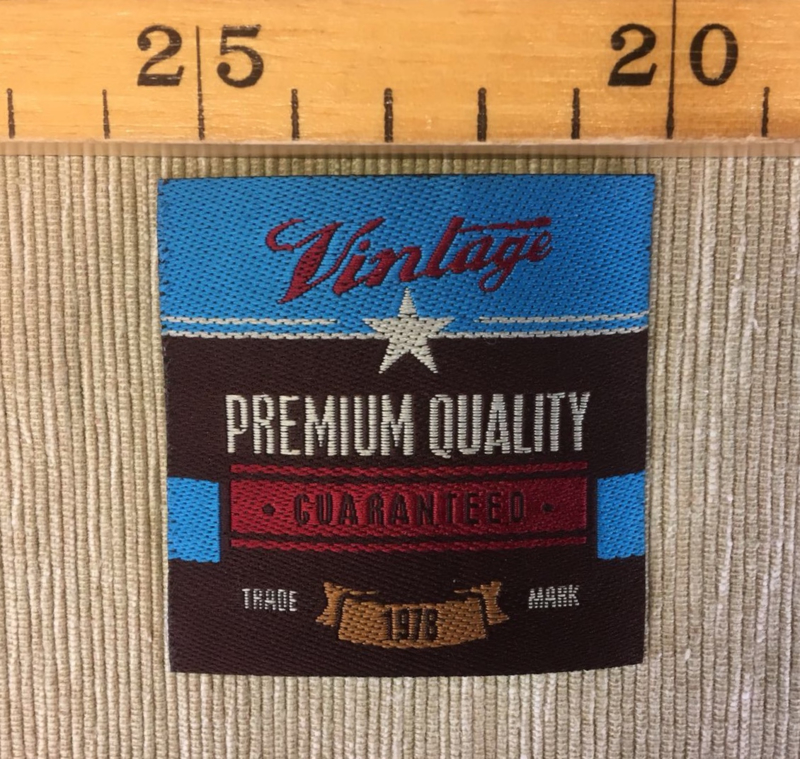 25 20
Vintage
PREMIUM QUALITY
• GUARANTEED •
TRADE 1978 MARK